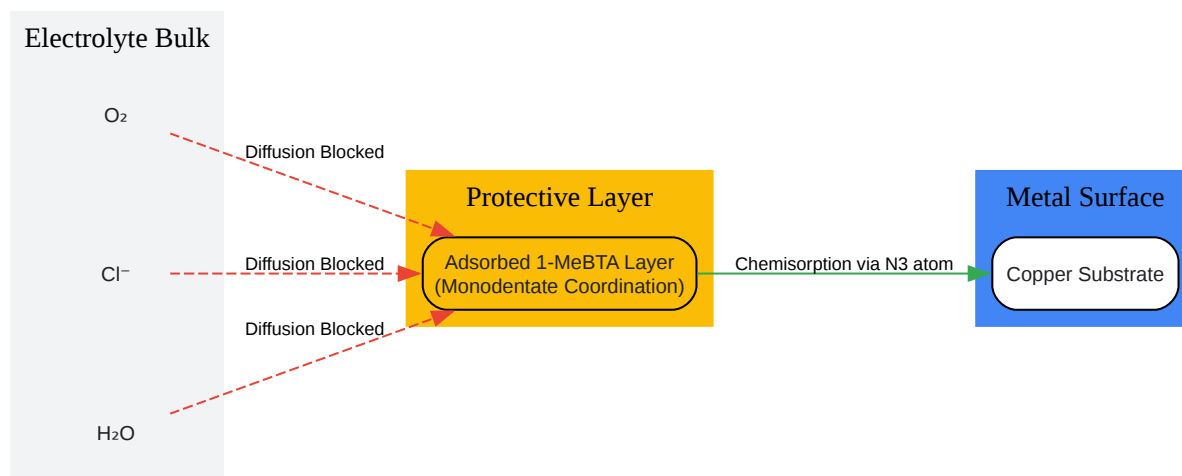 Electrolyte Bulk
O₂
Diffusion Blocked
Protective Layer
Metal Surface
Cl⁻
Diffusion Blocked
Adsorbed 1-MeBTA Layer
(Monodentate Coordination)
Chemisorption via N3 atom
Copper Substrate
Diffusion Blocked
H₂O